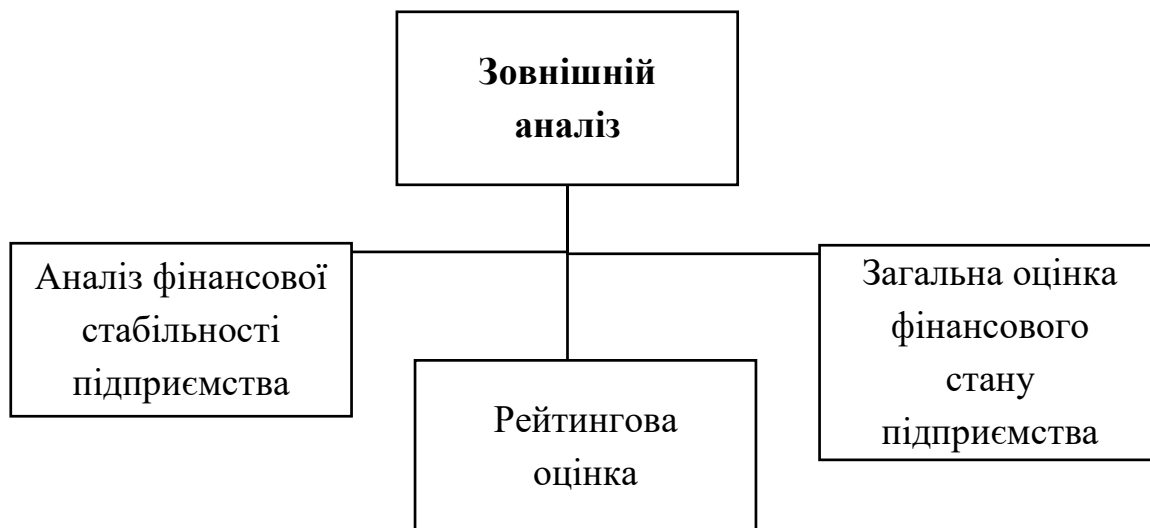 Зовнішній
аналіз
Аналіз фінансової
стабільності
підприємства
Рейтингова
оцінка
Загальна оцінка
фінансового
стану
підприємства